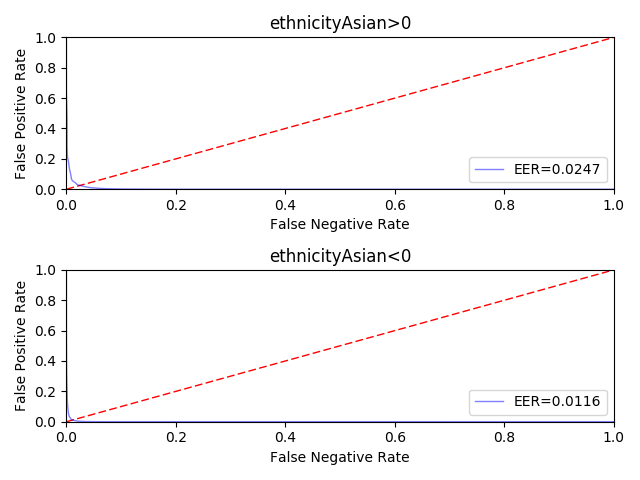 ethnicityAsian>0
False Positive Rate
1.0
0.8
0.6
0.4
0.2
0.0
EER=0.0247
0.0 0.2 0.4 0.6 0.8 1.0
False Negative Rate
ethnicityAsian<0
False Positive Rate
1.0
0.8
0.6
0.4
0.2
0.0
EER=0.0116
0.0 0.2 0.4 0.6 0.8 1.0
False Negative Rate